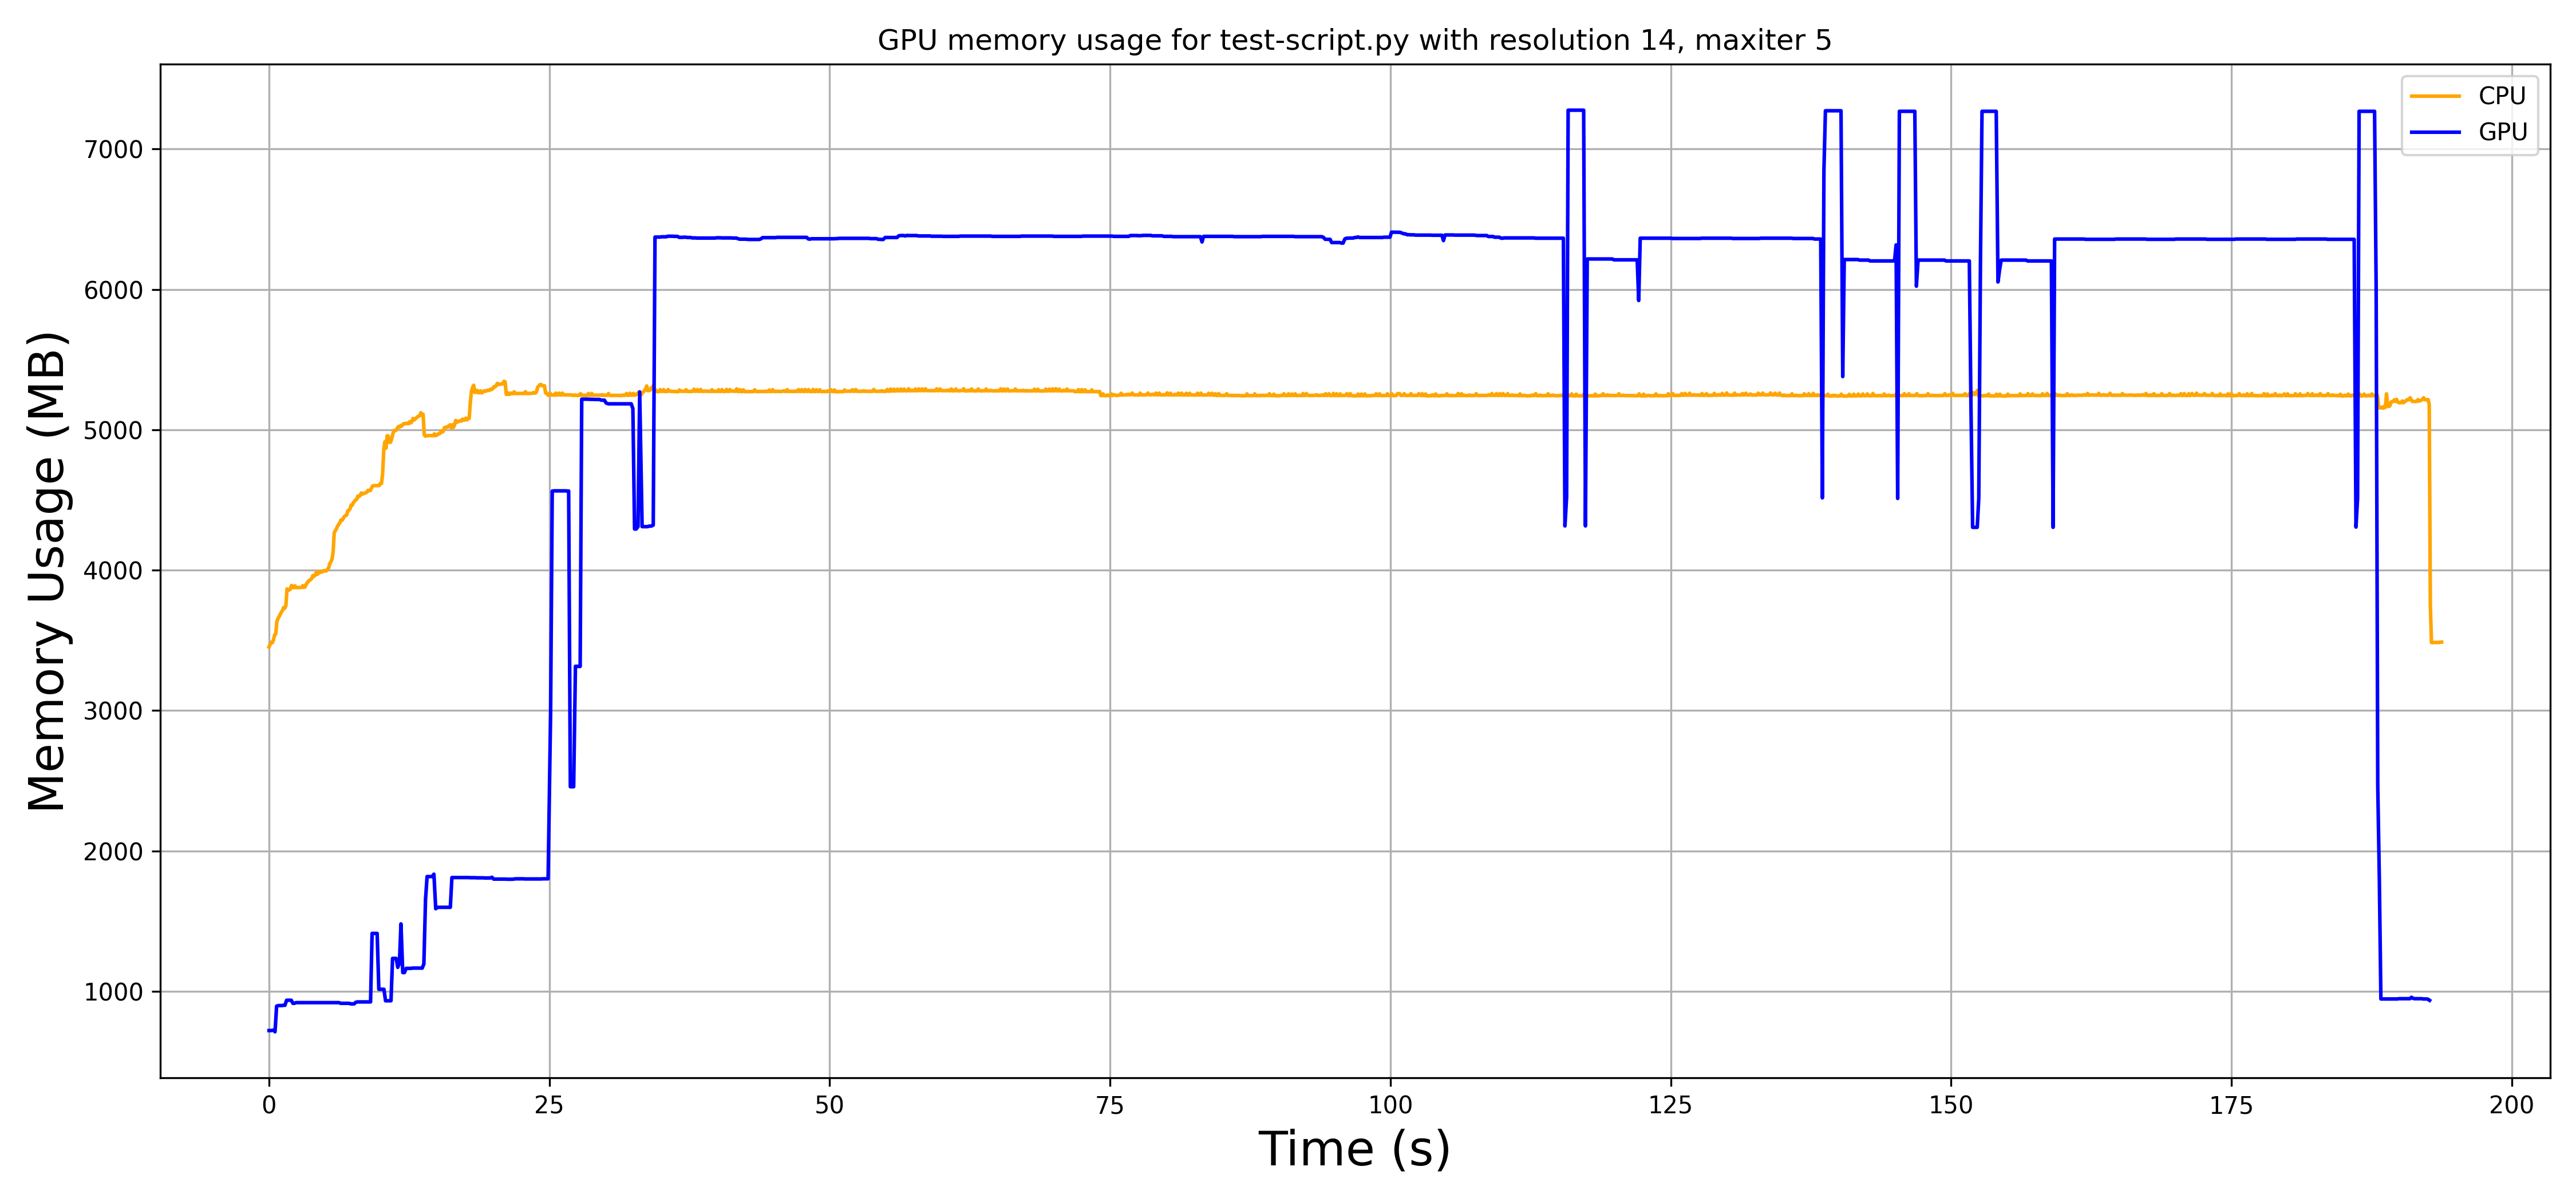 GPU memory usage for test-script.py with resolution 14, maxiter 5
CPU
GPU
Memory Usage (MB)
7000
6000
5000
4000
3000
2000
1000
0 25 50 75 100 125 150 175 200
Time (s)